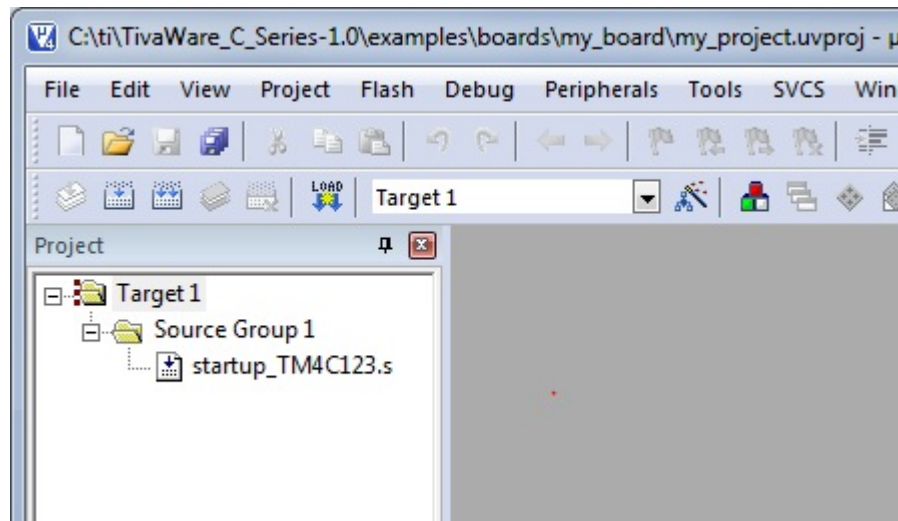 C:\ti\TivaWare_C_Series-1.0\examples\boards\my_board\my_project.uvproj - µ
File Edit View Project Flash Debug Peripherals Tools SVCS Win
LOAD Target 1
Project
Target 1
Source Group 1
startup_TM4C123.s